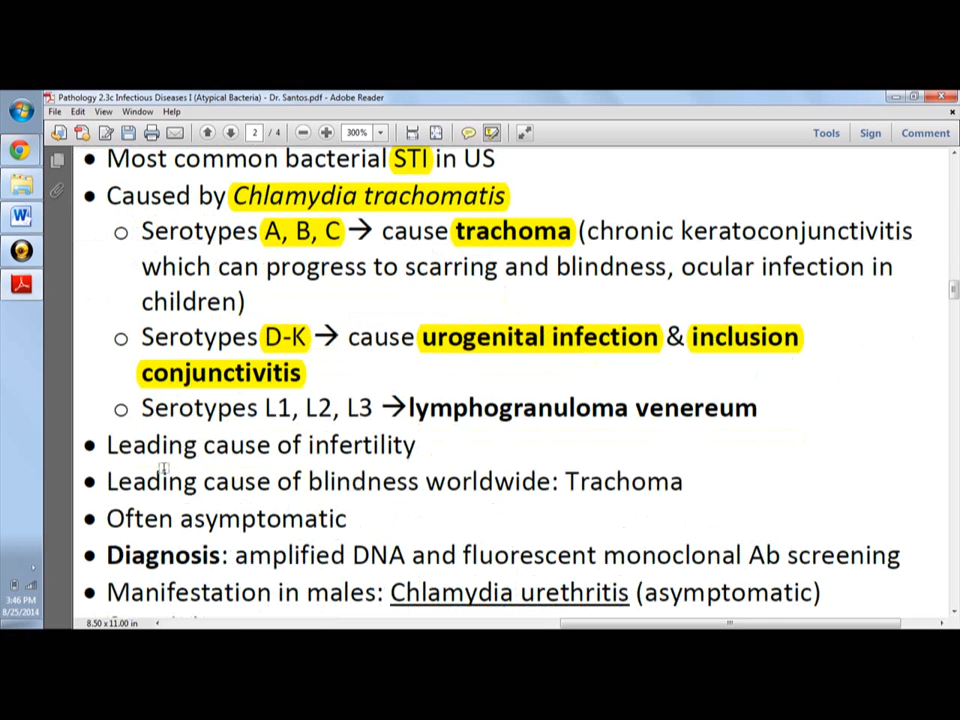 Pathology 2.3c Infectious Diseases I (Atypical Bacteria) - Dr. Santos.pdf - Adobe Reader
File Edit View Window Help
2 / 4 300% Tools Sign Comment
• Most common bacterial STI in US
• Caused by Chlamydia trachomatis
o Serotypes A, B, C → cause trachoma (chronic keratoconjunctivitis
which can progress to scarring and blindness, ocular infection in
children)
o Serotypes D-K → cause urogenital infection & inclusion
conjunctivitis
o Serotypes L1, L2, L3 →lymphogranuloma venereum
• Leading cause of infertility
• Leading cause of blindness worldwide: Trachoma
• Often asymptomatic
• Diagnosis: amplified DNA and fluorescent monoclonal Ab screening
• Manifestation in males: Chlamydia urethritis (asymptomatic)
3:46 PM
8/25/2014
8.50 x 11.00 in